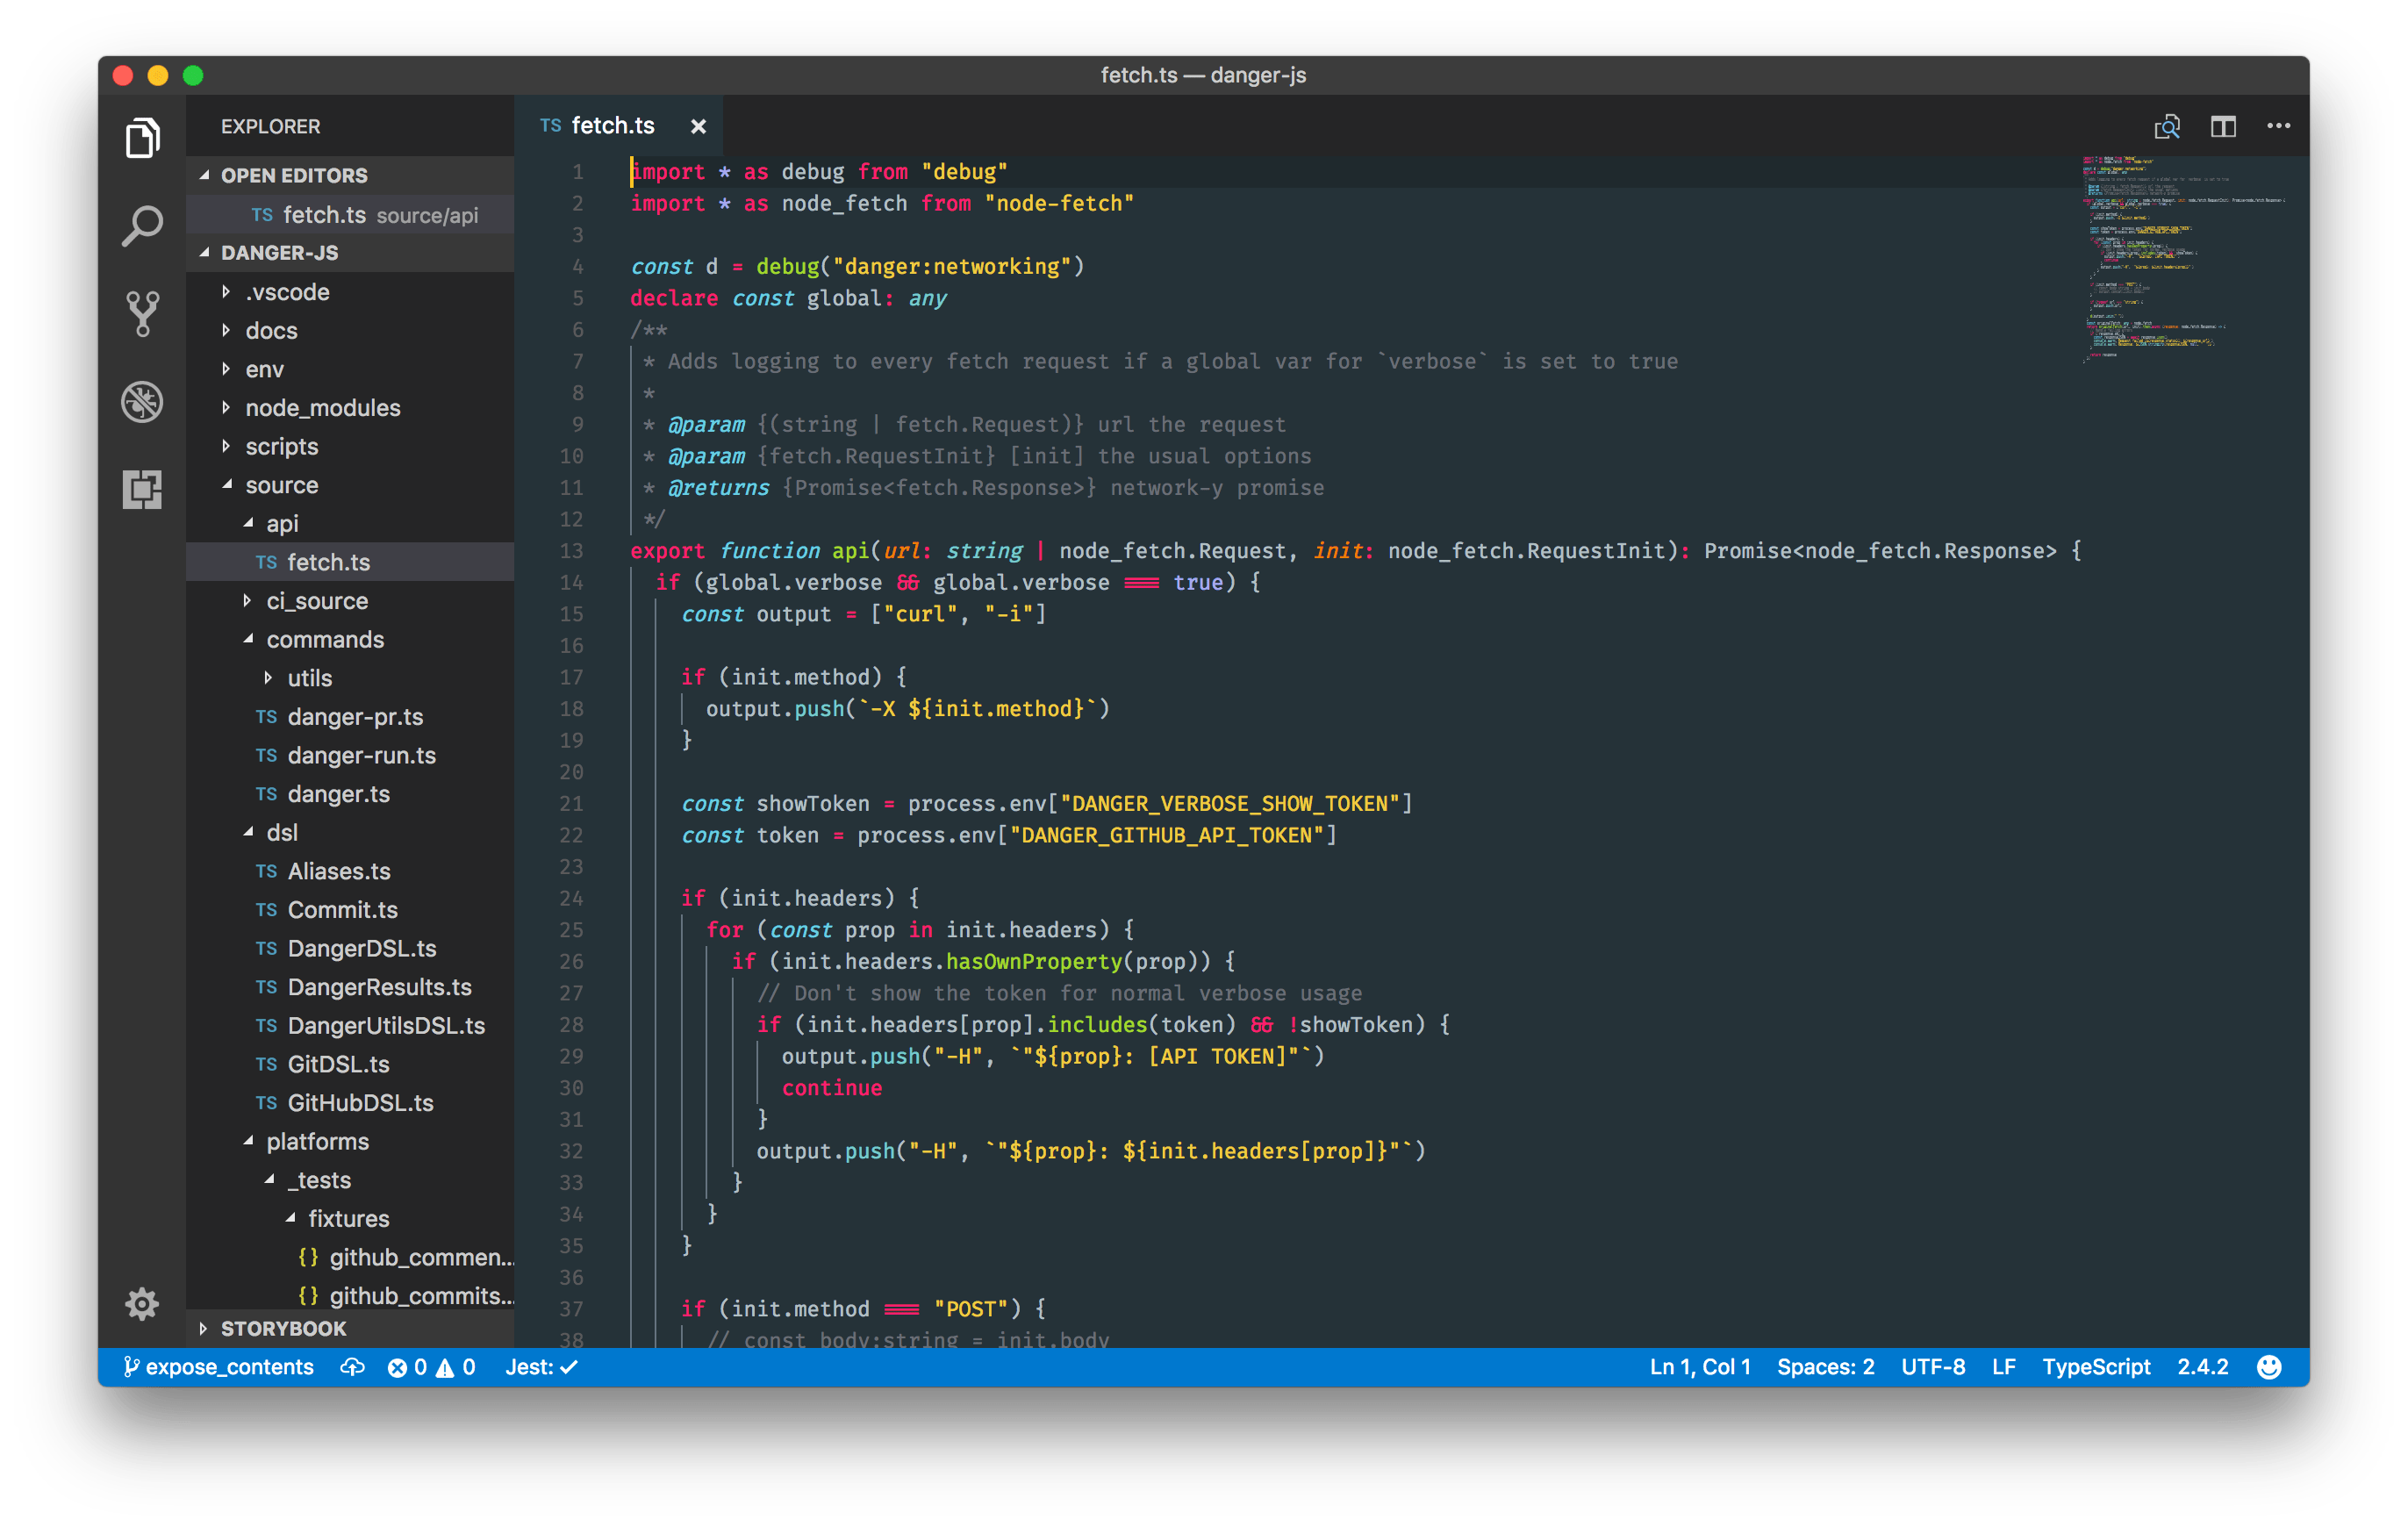 fetch.ts — danger-js
EXPLORER
OPEN EDITORS
TS fetch.ts source/api
DANGER-JS
.vscode
docs
env
node_modules
scripts
source
api
TS fetch.ts
ci_source
commands
utils
TS danger-pr.ts
TS danger-run.ts
TS danger.ts
dsl
TS Aliases.ts
TS Commit.ts
TS DangerDSL.ts
TS DangerResults.ts
TS DangerUtilsDSL.ts
TS GitDSL.ts
TS GitHubDSL.ts
platforms
_tests
fixtures
{} github_commen...
{} github_commits...
STORYBOOK
TS fetch.ts ×
1 import * as debug from "debug"
2 import * as node_fetch from "node-fetch"
3
4 const d = debug("danger:networking")
5 declare const global: any
6 /**
7 * Adds logging to every fetch request if a global var for `verbose` is set to true
8 *
9 * @param {(string | fetch.Request)} url the request
10 * @param {fetch.RequestInit} [init] the usual options
11 * @returns {Promise<fetch.Response>} network-y promise
12 */
13 export function api(url: string | node_fetch.Request, init: node_fetch.RequestInit): Promise<node_fetch.Response> {
14 if (global.verbose && global.verbose === true) {
15 const output = ["curl", "-i"]
16
17 if (init.method) {
18 output.push(`-X ${init.method}`)
19 }
20
21 const showToken = process.env["DANGER_VERBOSE_SHOW_TOKEN"]
22 const token = process.env["DANGER_GITHUB_API_TOKEN"]
23
24 if (init.headers) {
25 for (const prop in init.headers) {
26 if (init.headers.hasOwnProperty(prop)) {
27 // Don't show the token for normal verbose usage
28 if (init.headers[prop].includes(token) && !showToken) {
29 output.push("-H", `"${prop}: [API TOKEN]"`)
30 continue
31 }
32 output.push("-H", `"${prop}: ${init.headers[prop]}"`)
33 }
34 }
35 }
36
37 if (init.method === "POST") {
38 // const body:string = init.body
expose_contents 0 0 Jest: ✓ Ln 1, Col 1 Spaces: 2 UTF-8 LF TypeScript 2.4.2